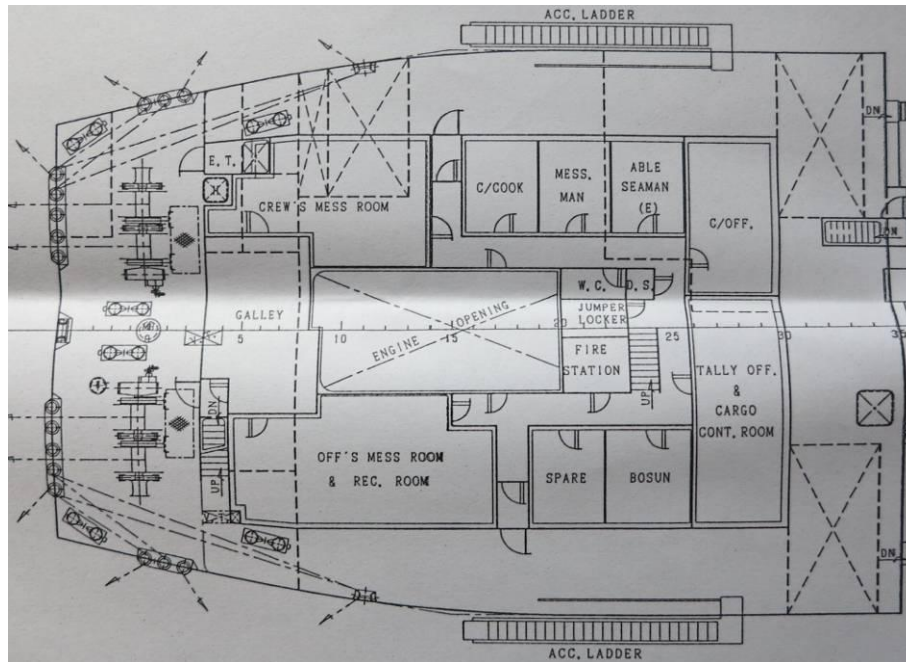 ACC. LADDER
E. T.
CREW'S MESS ROOM
C/COOK
MESS.
MAN
ABLE
SEAMAN
(E)
C/OFF.
DN
DN
W. C.
D. S.
JUMPER
LOCKER
GALLEY
ENGINE OPENING
FIRE
STATION
5
10
15
20
25
30
35
TALLY OFF.
&
CARGO
CONT. ROOM
DN
UP
UP
OFF'S MESS ROOM
& REC. ROOM
SPARE
BOSUN
DN
ACC. LADDER